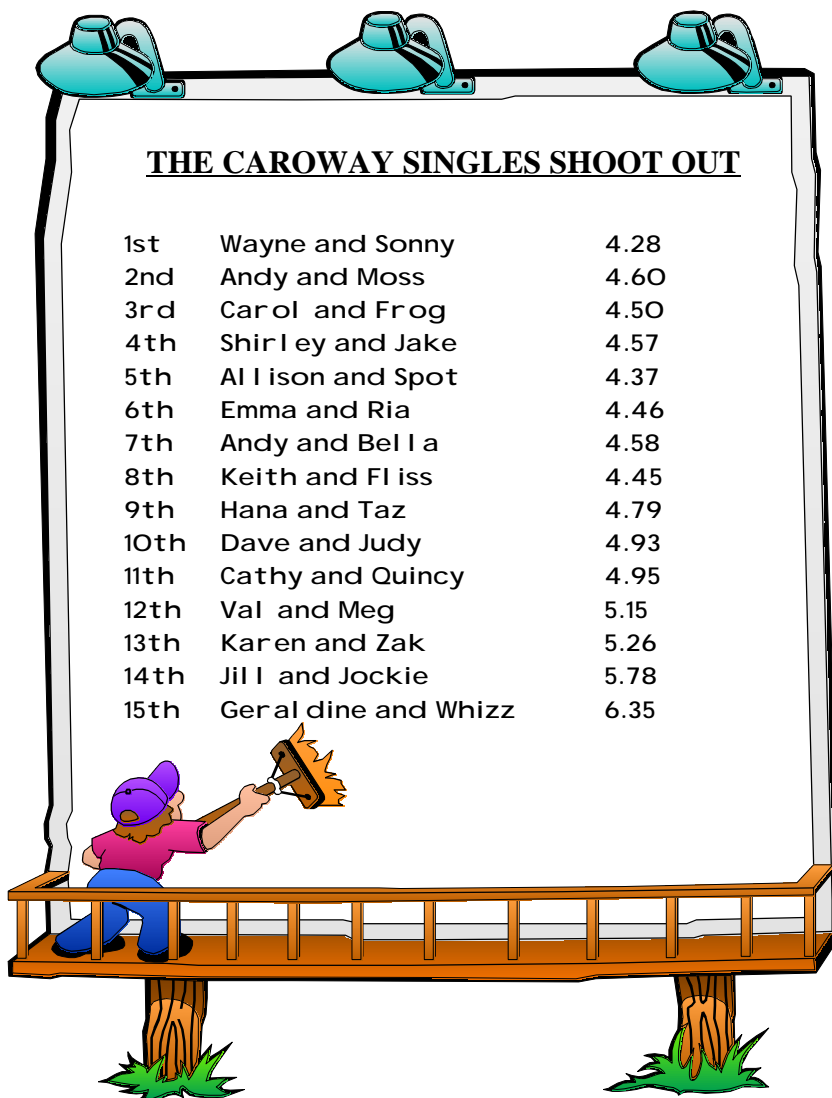 THE CAROWAY SINGLES SHOOT OUT
1st Wayne and Sonny 4.28
2nd Andy and Moss 4.60
3rd Carol and Frog 4.50
4th Shirley and Jake 4.57
5th Allison and Spot 4.37
6th Emma and Ria 4.46
7th Andy and Bella 4.58
8th Keith and Fliss 4.45
9th Hana and Taz 4.79
10th Dave and Judy 4.93
11th Cathy and Quincy 4.95
12th Val and Meg 5.15
13th Karen and Zak 5.26
14th Jill and Jockie 5.78
15th Geraldine and Whizz 6.35